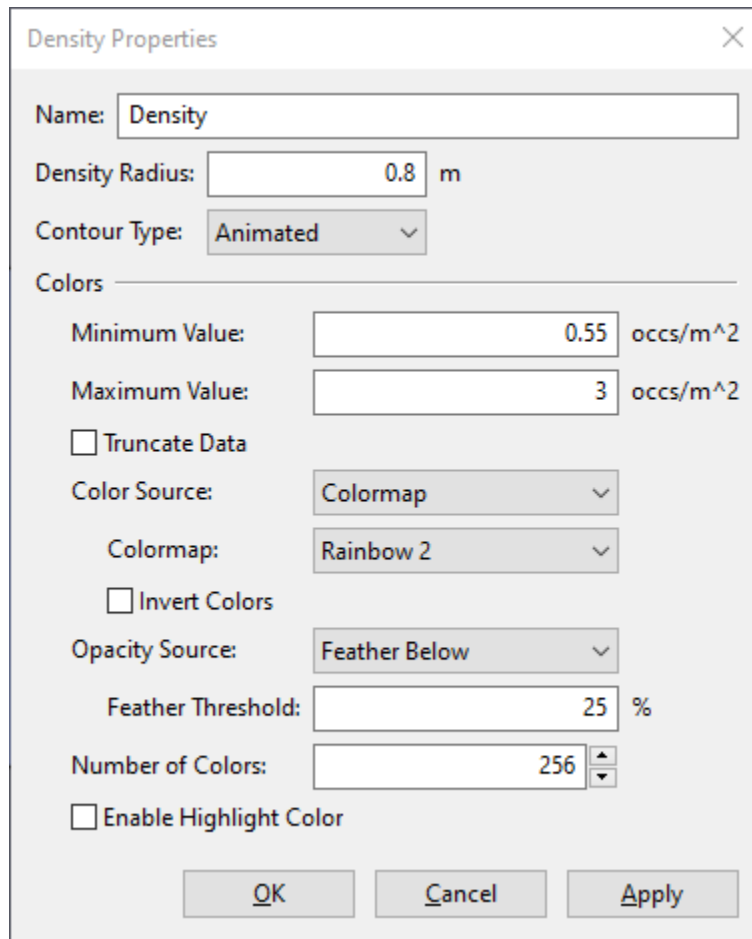 Density Properties
Name: Density
Density Radius: 0.8 m
Contour Type: Animated
Colors
Minimum Value: 0.55 occs/m^2
Maximum Value: 3 occs/m^2
Truncate Data
Color Source: Colormap
Colormap: Rainbow 2
Invert Colors
Opacity Source: Feather Below
Feather Threshold: 25 %
Number of Colors: 256
Enable Highlight Color
OK Cancel Apply